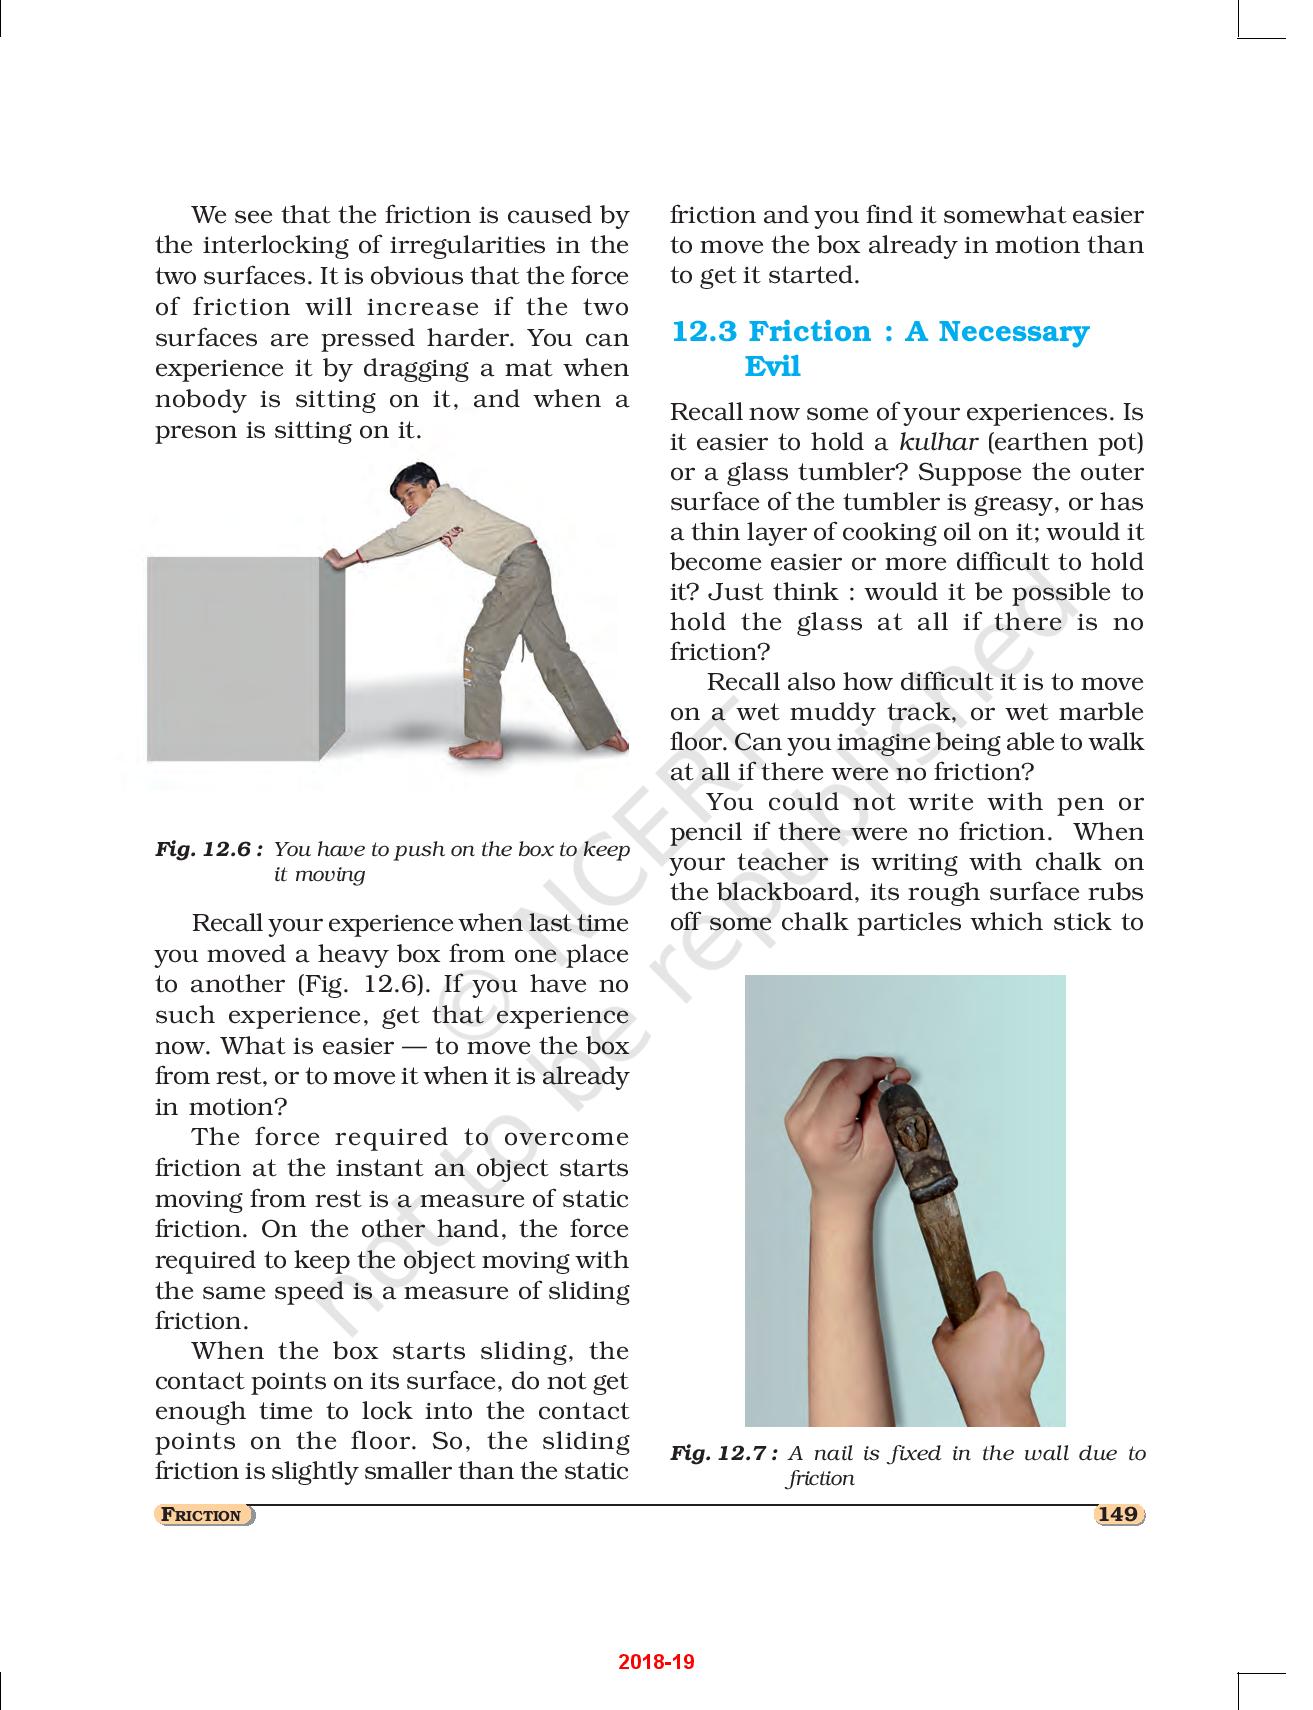 We see that the friction is caused by
the interlocking of irregularities in the
two surfaces. It is obvious that the force
of friction will increase if the two
surfaces are pressed harder. You can
experience it by dragging a mat when
nobody is sitting on it, and when a
preson is sitting on it.
Fig. 12.6 : You have to push on the box to keep
it moving
Recall your experience when last time
you moved a heavy box from one place
to another (Fig. 12.6). If you have no
such experience, get that experience
now. What is easier — to move the box
from rest, or to move it when it is already
in motion?
The force required to overcome
friction at the instant an object starts
moving from rest is a measure of static
friction. On the other hand, the force
required to keep the object moving with
the same speed is a measure of sliding
friction.
When the box starts sliding, the
contact points on its surface, do not get
enough time to lock into the contact
points on the floor. So, the sliding
friction is slightly smaller than the static
friction and you find it somewhat easier
to move the box already in motion than
to get it started.
12.3 Friction : A Necessary
Evil
Recall now some of your experiences. Is
it easier to hold a kulhar (earthen pot)
or a glass tumbler? Suppose the outer
surface of the tumbler is greasy, or has
a thin layer of cooking oil on it; would it
become easier or more difficult to hold
it? Just think : would it be possible to
hold the glass at all if there is no
friction?
Recall also how difficult it is to move
on a wet muddy track, or wet marble
floor. Can you imagine being able to walk
at all if there were no friction?
You could not write with pen or
pencil if there were no friction. When
your teacher is writing with chalk on
the blackboard, its rough surface rubs
off some chalk particles which stick to
Fig. 12.7 : A nail is fixed in the wall due to
friction
© NCERT
not to be republished
FRICTION
149
2018-19